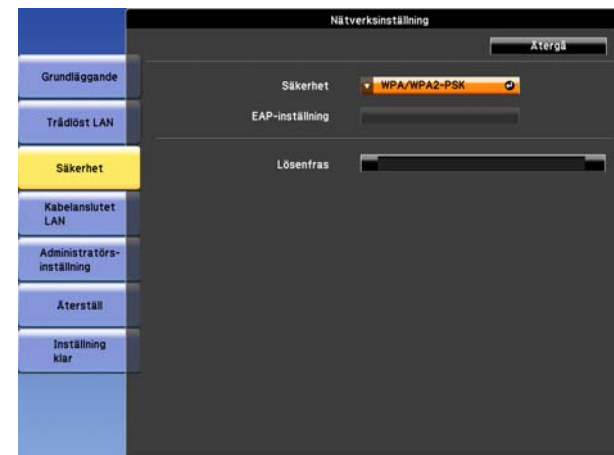 Nätverksinställning
Återgå
Grundläggande
Trådlöst LAN
Säkerhet
Kabelanslutet
LAN
Administratörs-
inställning
Återställ
Inställning
klar
Säkerhet
WPA/WPA2-PSK
EAP-inställning
Lösenfras